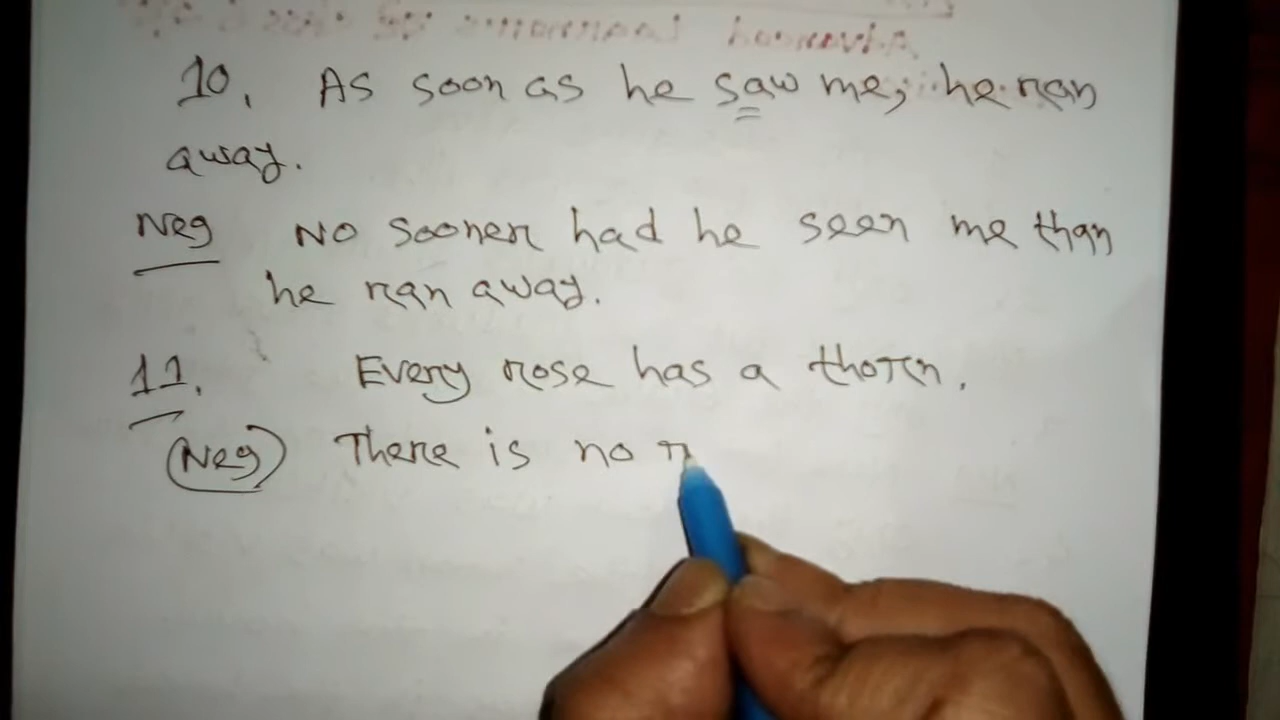 10. As soon as he saw me, he ran
away.
Neg No sooner had he seen me than
he ran away.
11. Every rose has a thorn.
(Neg) There is no r